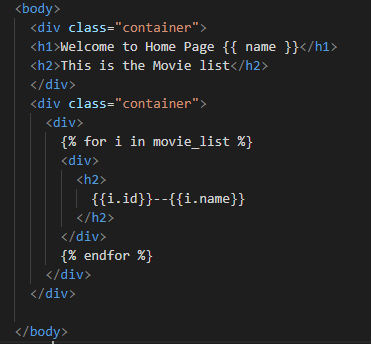 <body>
<div class="container">
<h1>Welcome to Home Page {{ name }}</h1>
<h2>This is the Movie list</h2>
</div>
<div class="container">
<div>
{% for i in movie_list %}
<div>
<h2>
{{i.id}}--{{i.name}}
</h2>
</div>
{% endfor %}
</div>
</div>
</body>